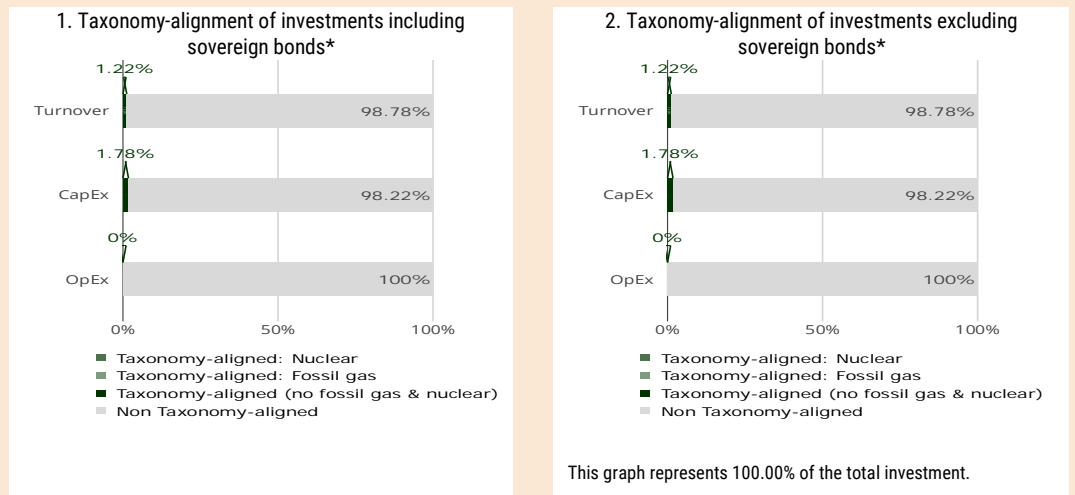 1. Taxonomy-alignment of investments including
sovereign bonds*
1.22%
Turnover 98.78%
1.78%
CapEx 98.22%
0%
OpEx 100%
0% 50% 100%
Taxonomy-aligned: Nuclear
Taxonomy-aligned: Fossil gas
Taxonomy-aligned (no fossil gas & nuclear)
Non Taxonomy-aligned
2. Taxonomy-alignment of investments excluding
sovereign bonds*
1.22%
Turnover 98.78%
1.78%
CapEx 98.22%
0%
OpEx 100%
0% 50% 100%
Taxonomy-aligned: Nuclear
Taxonomy-aligned: Fossil gas
Taxonomy-aligned (no fossil gas & nuclear)
Non Taxonomy-aligned
This graph represents 100.00% of the total investment.